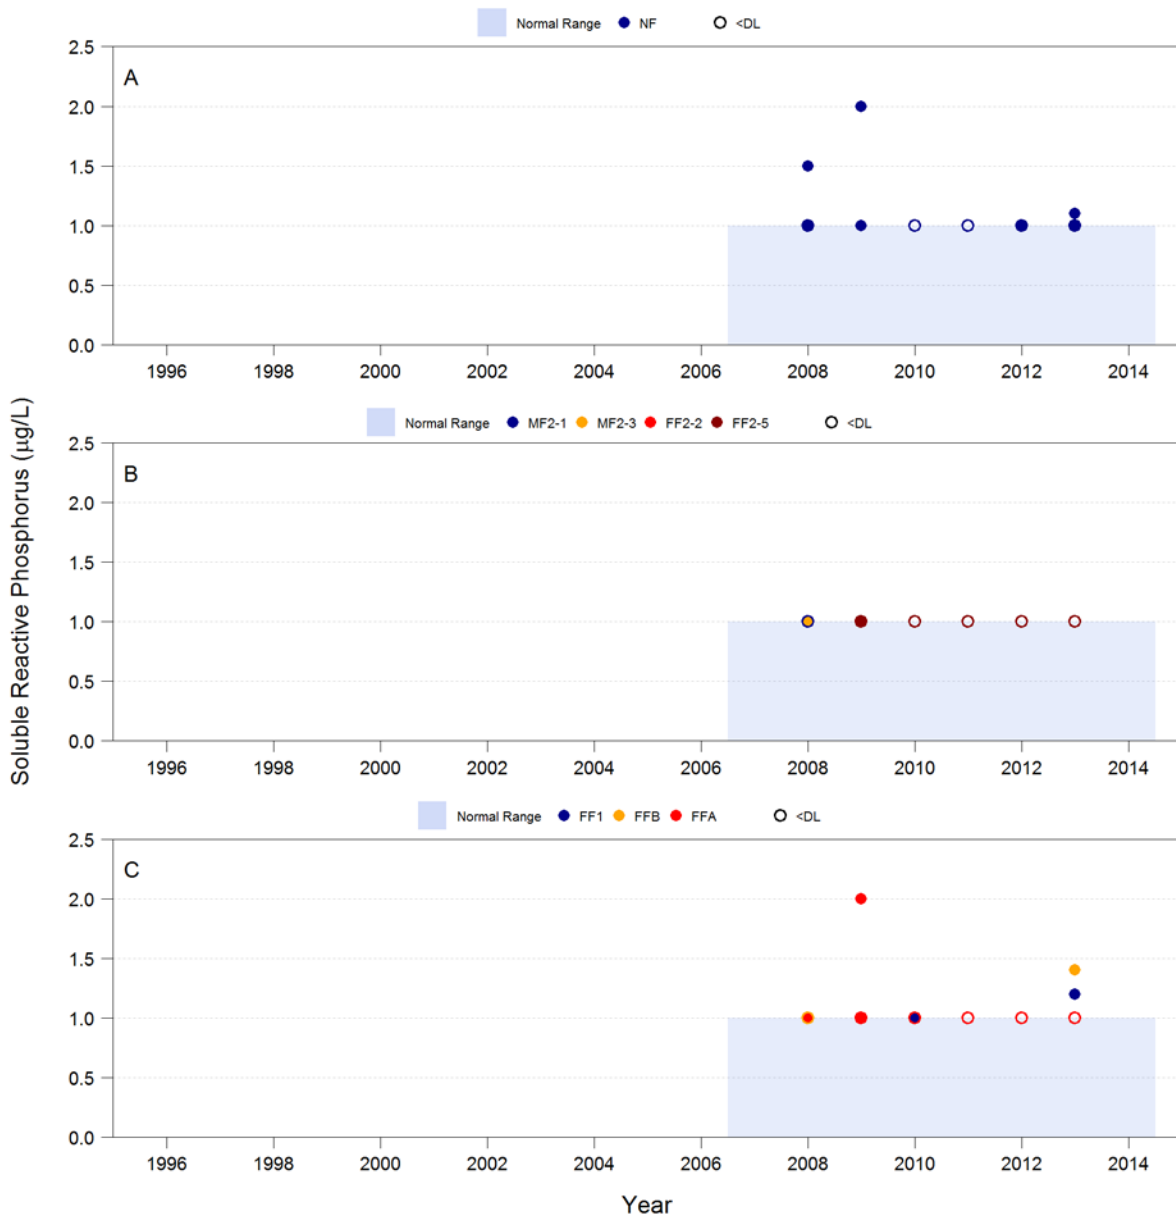 Normal Range NF <DL
A
2.5
2.0
1.5
1.0
0.5
0.0
1996 1998 2000 2002 2004 2006 2008 2010 2012 2014
Soluble Reactive Phosphorus (µg/L)
Normal Range MF2-1 MF2-3 FF2-2 FF2-5 <DL
B
2.5
2.0
1.5
1.0
0.5
0.0
1996 1998 2000 2002 2004 2006 2008 2010 2012 2014
Normal Range FF1 FFB FFA <DL
C
2.5
2.0
1.5
1.0
0.5
0.0
1996 1998 2000 2002 2004 2006 2008 2010 2012 2014
Year